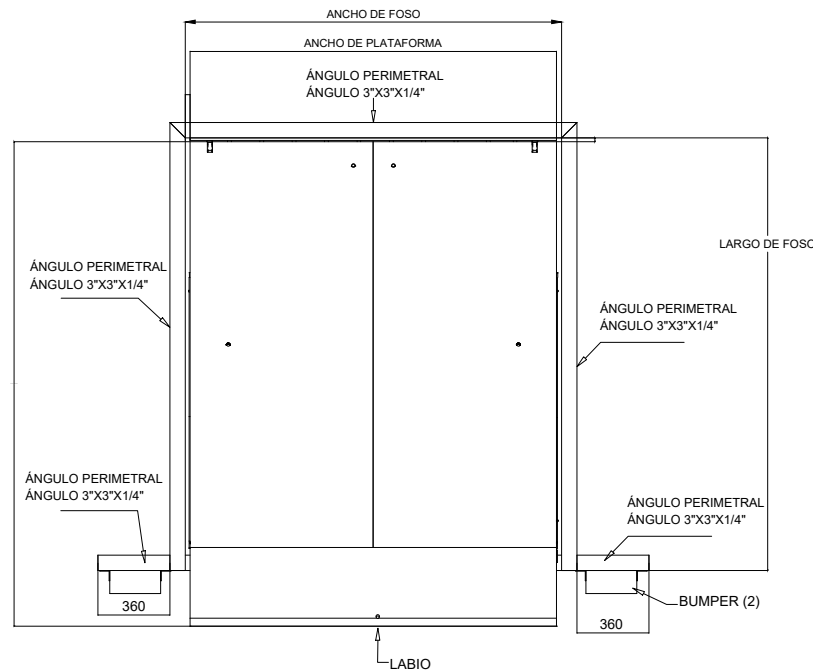 ANCHO DE FOSO
ANCHO DE PLATAFORMA
ÁNGULO PERIMETRAL
ÁNGULO 3"X3"X1/4"
LARGO DE FOSO
ÁNGULO PERIMETRAL
ÁNGULO 3"X3"X1/4"
ÁNGULO PERIMETRAL
ÁNGULO 3"X3"X1/4"
ÁNGULO PERIMETRAL
ÁNGULO 3"X3"X1/4"
ÁNGULO PERIMETRAL
ÁNGULO 3"X3"X1/4"
360
BUMPER (2)
360
LABIO